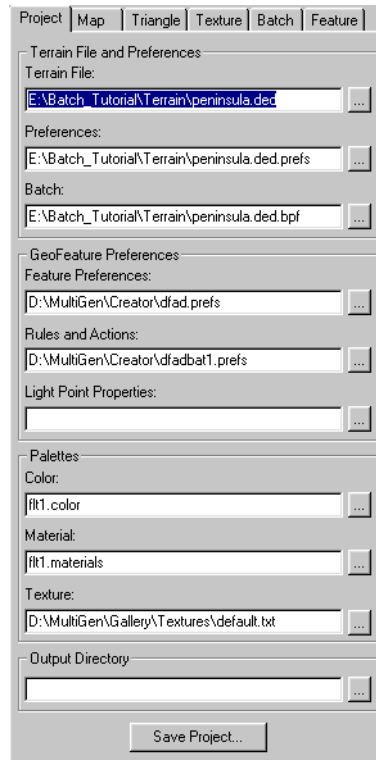 Project Map Triangle Texture Batch Feature
Terrain File and Preferences
Terrain File:
E:\Batch_Tutorial\Terrain\peninsula.ded
...
Preferences:
E:\Batch_Tutorial\Terrain\peninsula.ded.prefs
...
Batch:
E:\Batch_Tutorial\Terrain\peninsula.ded.bpf
...
GeoFeature Preferences
Feature Preferences:
D:\MultiGen\Creator\dfad.prefs
...
Rules and Actions:
D:\MultiGen\Creator\dfadbat1.prefs
...
Light Point Properties:
...
Palettes
Color:
flt1.color
...
Material:
flt1.materials
...
Texture:
D:\MultiGen\Gallery\Textures\default.txt
...
Output Directory
...
Save Project...